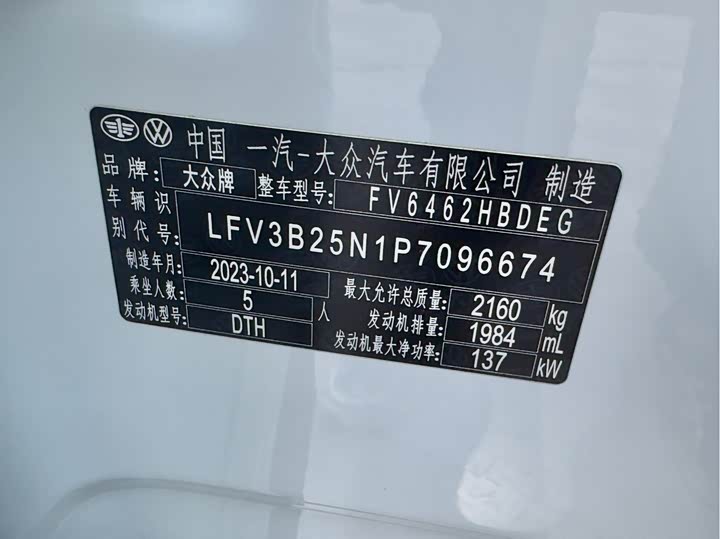 中国 一汽-大众汽车有限公司 制造
品牌: 大众牌 整车型号: FV6462HBDEG
车辆识别代号: LFV3B25N1P7096674
制造年月: 2023-10-11 最大允许总质量: 2160 kg
乘坐人数: 5 人 发动机排量: 1984 mL
发动机型号: DTH 发动机最大净功率: 137 kW